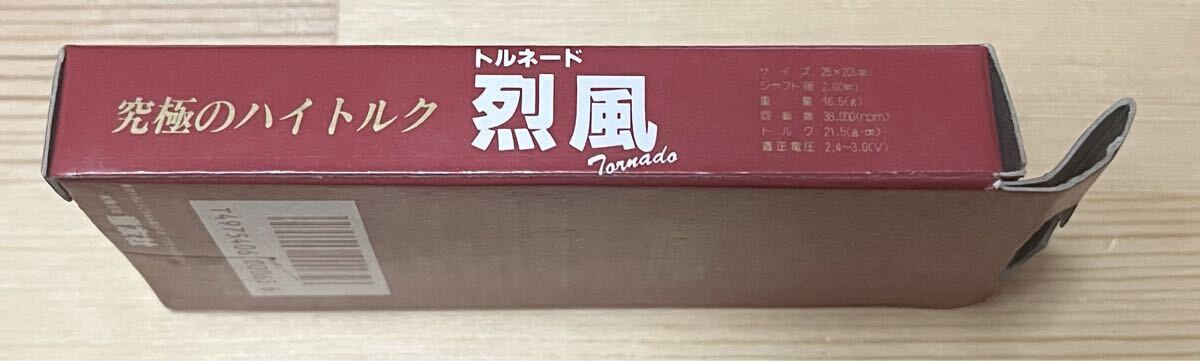 究極のハイトルク
トルネード
烈風
Tornado
サイズ 25×20(㎜)
シャフト径 2.00(㎜)
重量 16.5(g)
回転数 38,000(rpm)
トルク 21.5(g·㎝)
適正電圧 2.4~3.0(V)